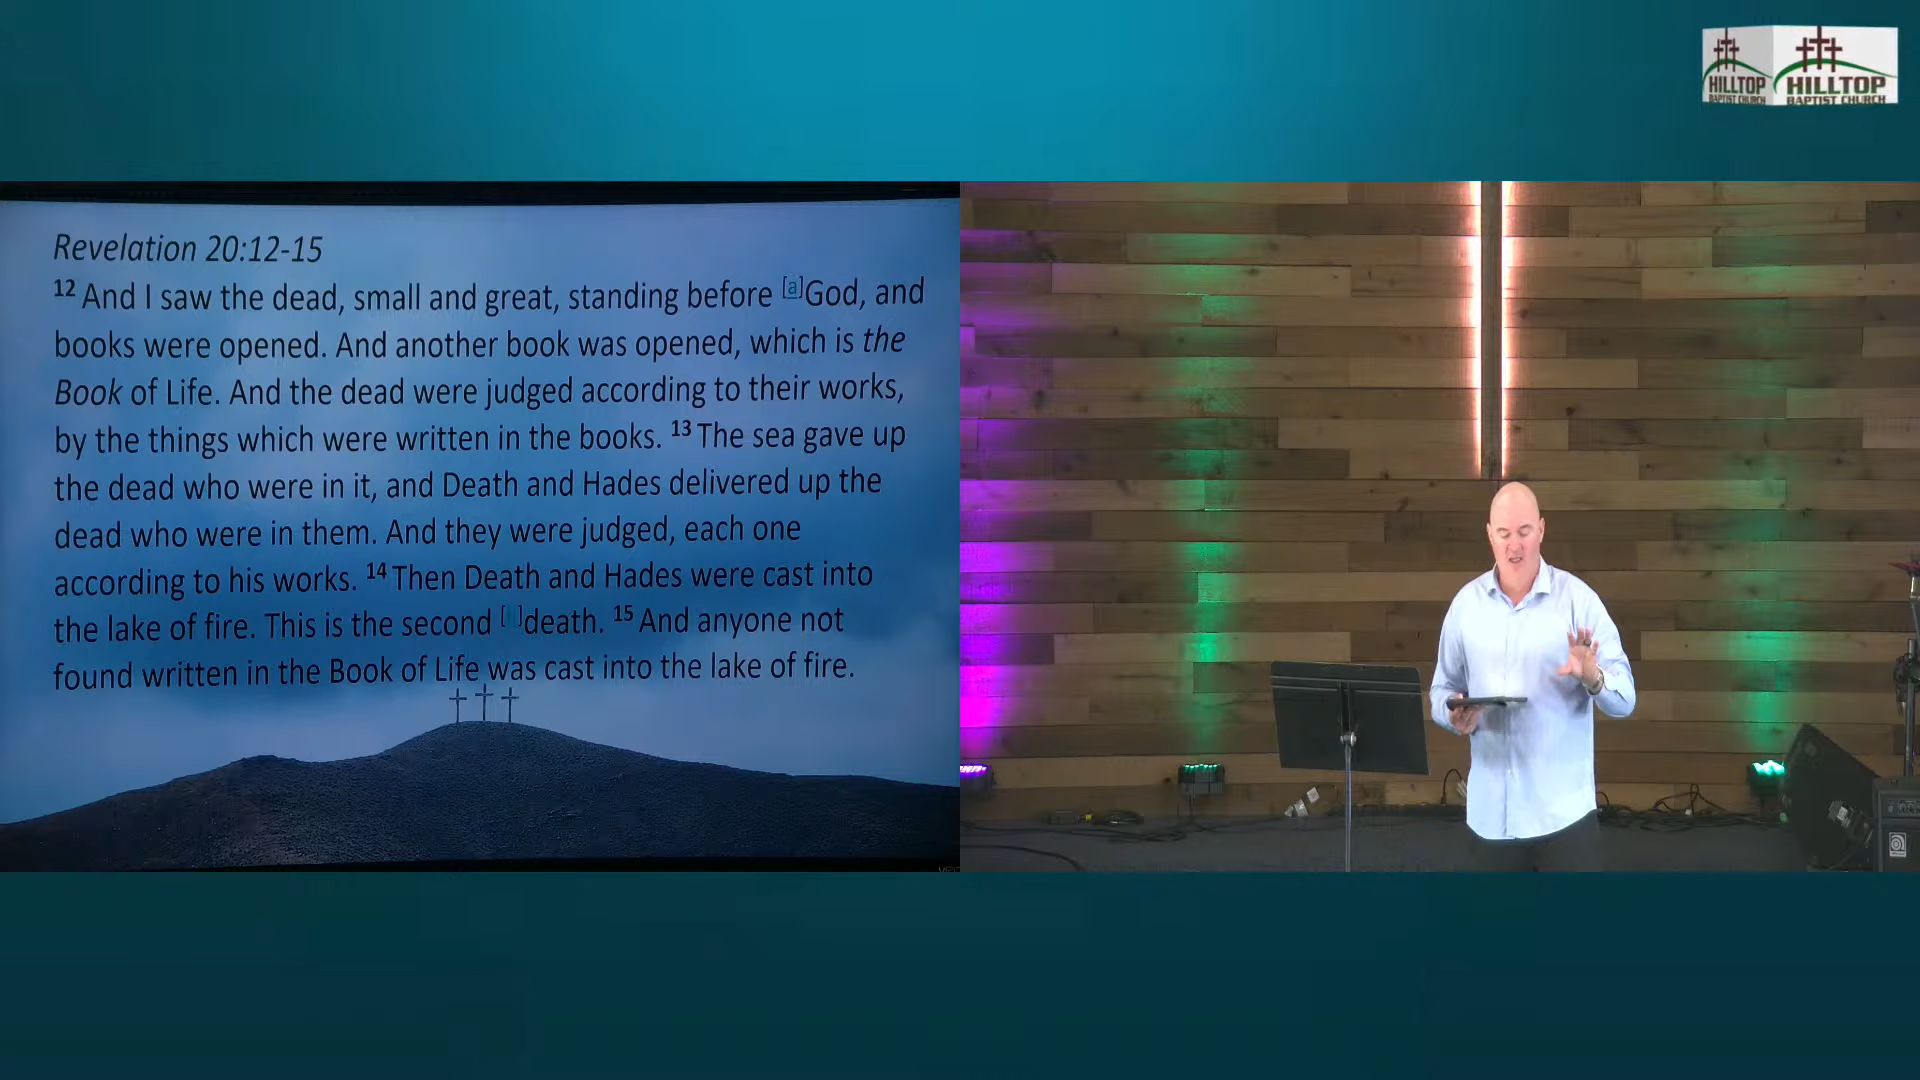 HILLTOP
BAPTIST CHURCH
HILLTOP
BAPTIST CHURCH
Revelation 20:12-15
12 And I saw the dead, small and great, standing before [a]God, and
books were opened. And another book was opened, which is the
Book of Life. And the dead were judged according to their works,
by the things which were written in the books. 13 The sea gave up
the dead who were in it, and Death and Hades delivered up the
dead who were in them. And they were judged, each one
according to his works. 14 Then Death and Hades were cast into
the lake of fire. This is the second [ ]death. 15 And anyone not
found written in the Book of Life was cast into the lake of fire.